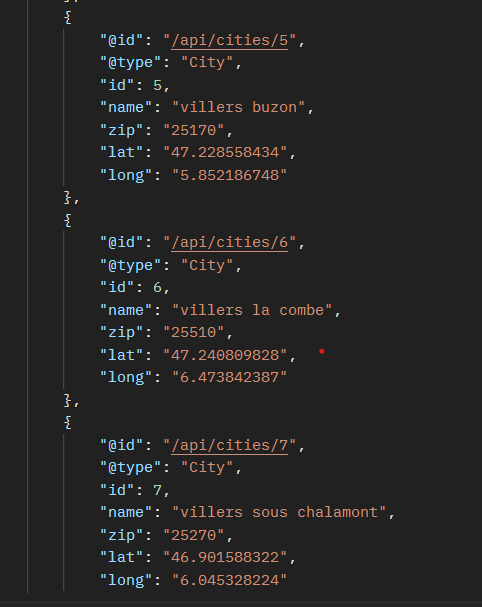 },
{
"@id": "/api/cities/5",
"@type": "City",
"id": 5,
"name": "villers buzon",
"zip": "25170",
"lat": "47.228558434",
"long": "5.852186748"
},
{
"@id": "/api/cities/6",
"@type": "City",
"id": 6,
"name": "villers la combe",
"zip": "25510",
"lat": "47.240809828",
"long": "6.473842387"
},
{
"@id": "/api/cities/7",
"@type": "City",
"id": 7,
"name": "villers sous chalamont",
"zip": "25270",
"lat": "46.901588322",
"long": "6.045328224"